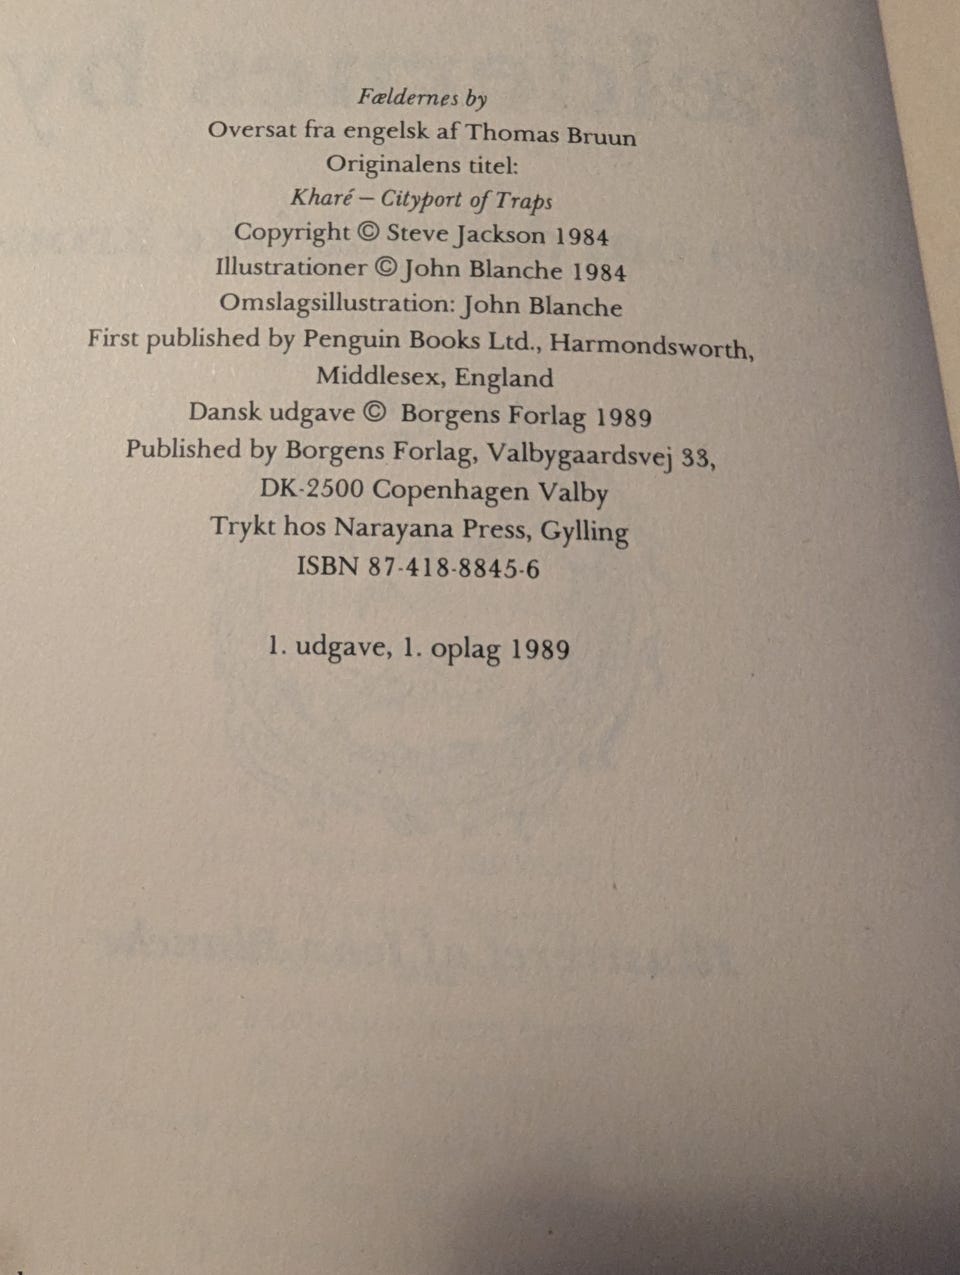 Fældernes by
Oversat fra engelsk af Thomas Bruun
Originalens titel:
Kharé – Cityport of Traps
Copyright © Steve Jackson 1984
Illustrationer © John Blanche 1984
Omslagsillustration: John Blanche
First published by Penguin Books Ltd., Harmondsworth,
Middlesex, England
Dansk udgave © Borgens Forlag 1989
Published by Borgens Forlag, Valbygaardsvej 33,
DK-2500 Copenhagen Valby
Trykt hos Narayana Press, Gylling
ISBN 87-418-8845-6
1. udgave, 1. oplag 1989